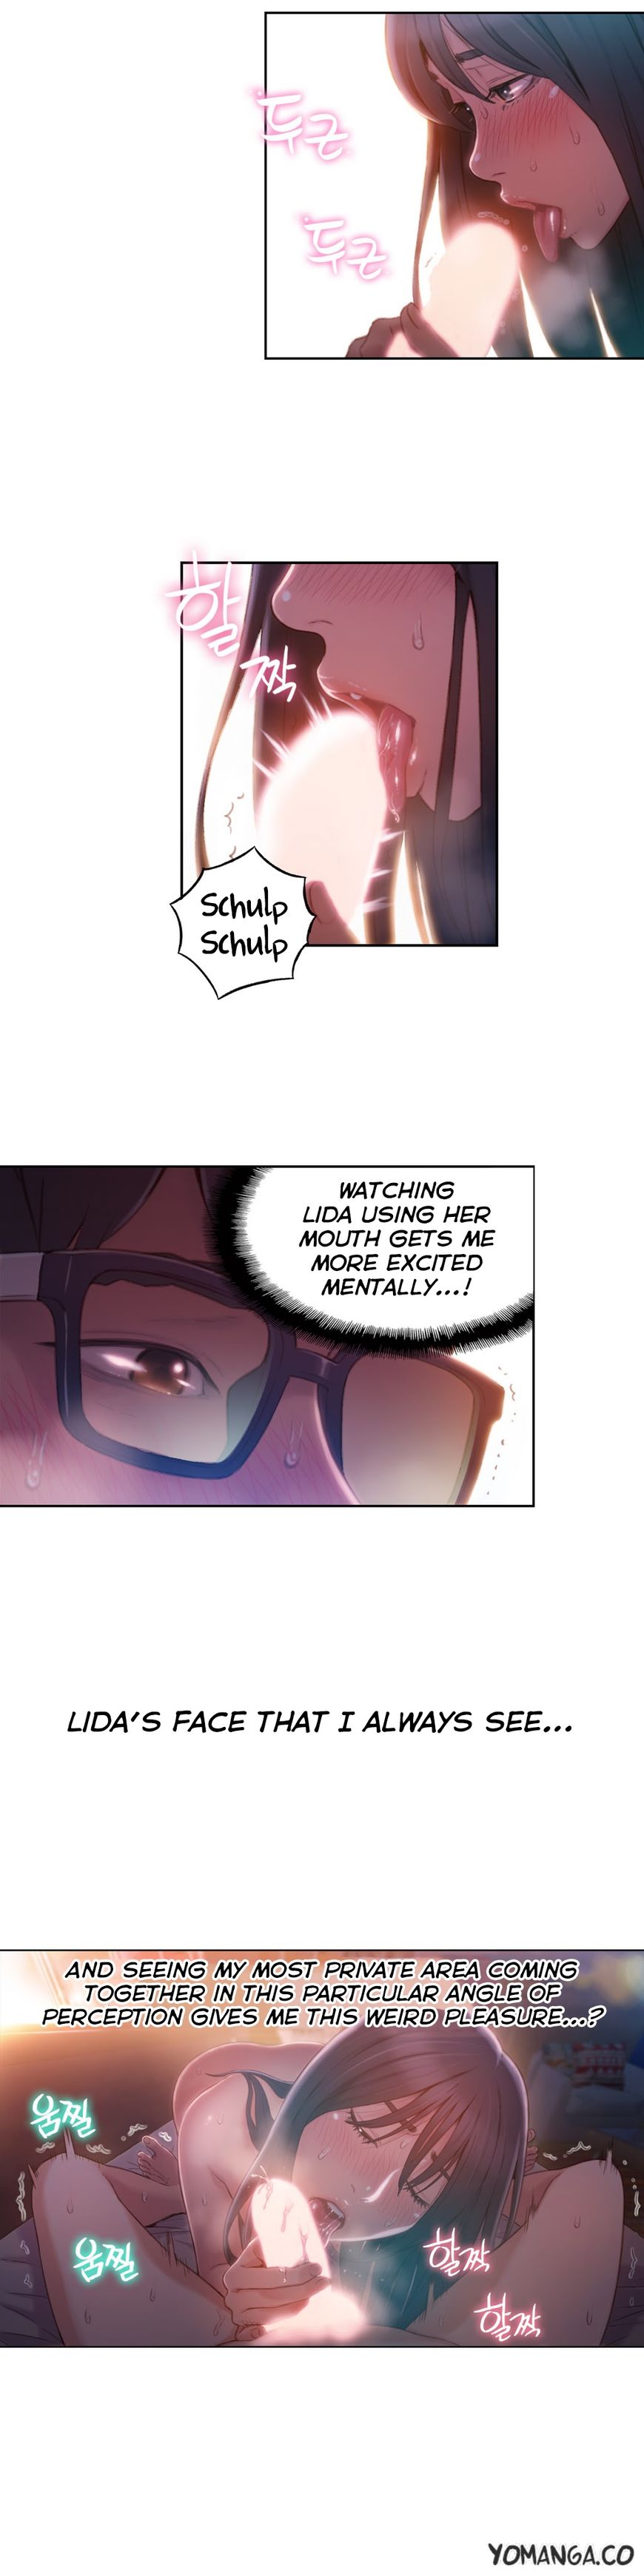 두근
두근
할
짝
Schulp
Schulp
WATCHING
LIDA USING HER
MOUTH GETS ME
MORE EXCITED
MENTALLY...!
LIDA'S FACE THAT I ALWAYS SEE...
AND SEEING MY MOST PRIVATE AREA COMING
TOGETHER IN THIS PARTICULAR ANGLE OF
PERCEPTION GIVES ME THIS WEIRD PLEASURE...?
움찔
움찔
할짝
할짝
YOMANGA.CO